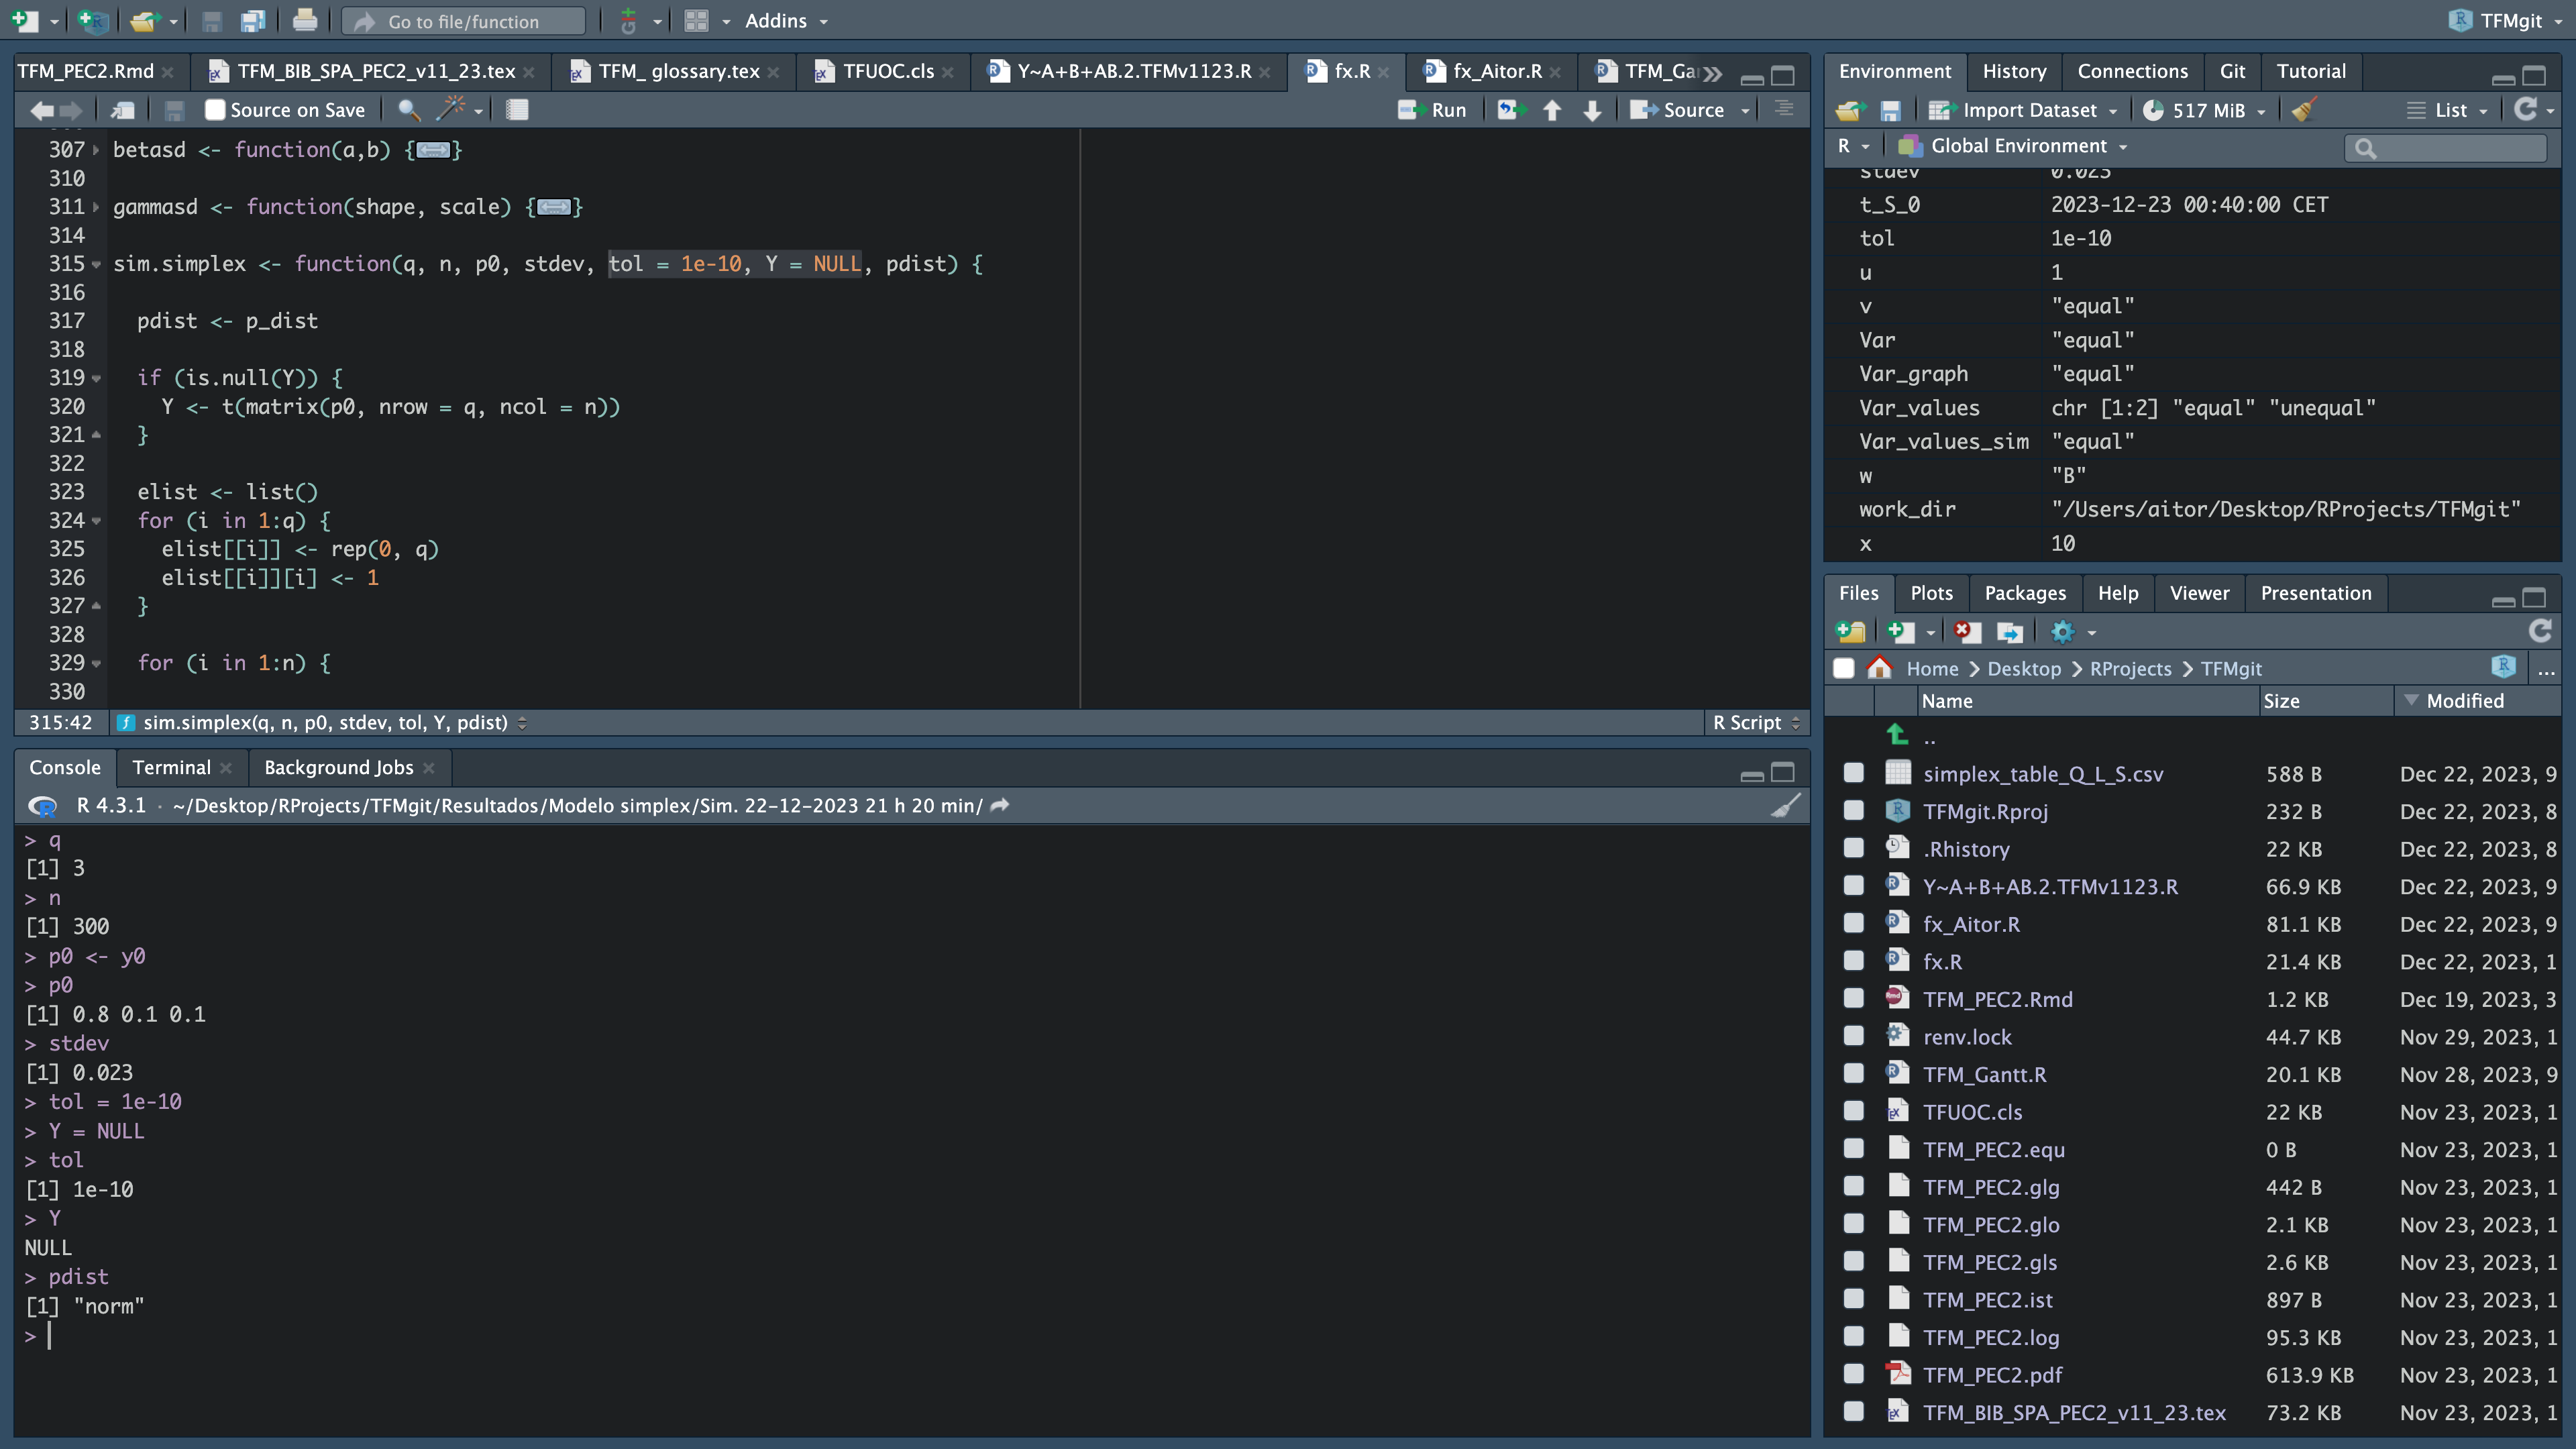 Go to file/function
Addins
TFMgit
TFM_PEC2.Rmd
TFM_BIB_SPA_PEC2_v11_23.tex
TFM_ glossary.tex
TFUOC.cls
Y~A+B+AB.2.TFMv1123.R
fx.R
fx_Aitor.R
TFM_Ga
Source on Save
Run
Source
307 betasd <- function(a,b) {}
310
311 gammasd <- function(shape, scale) {}
314
315 sim.simplex <- function(q, n, p0, stdev, tol = 1e-10, Y = NULL, pdist) {
316
317 pdist <- p_dist
318
319 if (is.null(Y)) {
320 Y <- t(matrix(p0, nrow = q, ncol = n))
321 }
322
323 elist <- list()
324 for (i in 1:q) {
325 elist[[i]] <- rep(0, q)
326 elist[[i]][i] <- 1
327 }
328
329 for (i in 1:n) {
330
315:42
sim.simplex(q, n, p0, stdev, tol, Y, pdist)
R Script
Console
Terminal
Background Jobs
R 4.3.1 · ~/Desktop/RProjects/TFMgit/Resultados/Modelo simplex/Sim. 22-12-2023 21 h 20 min/
> q
[1] 3
> n
[1] 300
> p0 <- y0
> p0
[1] 0.8 0.1 0.1
> stdev
[1] 0.023
> tol = 1e-10
> Y = NULL
> tol
[1] 1e-10
> Y
NULL
> pdist
[1] "norm"
>
Environment
History
Connections
Git
Tutorial
Import Dataset
517 MiB
List
R
Global Environment
stdev 0.023
t_S_0 2023-12-23 00:40:00 CET
tol 1e-10
u 1
v "equal"
Var "equal"
Var_graph "equal"
Var_values chr [1:2] "equal" "unequal"
Var_values_sim "equal"
w "B"
work_dir "/Users/aitor/Desktop/RProjects/TFMgit"
x 10
Files
Plots
Packages
Help
Viewer
Presentation
Home > Desktop > RProjects > TFMgit
...
Name Size Modified
..
simplex_table_Q_L_S.csv 588 B Dec 22, 2023, 9
TFMgit.Rproj 232 B Dec 22, 2023, 8
.Rhistory 22 KB Dec 22, 2023, 8
Y~A+B+AB.2.TFMv1123.R 66.9 KB Dec 22, 2023, 9
fx_Aitor.R 81.1 KB Dec 22, 2023, 9
fx.R 21.4 KB Dec 22, 2023, 1
TFM_PEC2.Rmd 1.2 KB Dec 19, 2023, 3
renv.lock 44.7 KB Nov 29, 2023, 1
TFM_Gantt.R 20.1 KB Nov 28, 2023, 9
TFUOC.cls 22 KB Nov 23, 2023, 1
TFM_PEC2.equ 0 B Nov 23, 2023, 1
TFM_PEC2.glg 442 B Nov 23, 2023, 1
TFM_PEC2.glo 2.1 KB Nov 23, 2023, 1
TFM_PEC2.gls 2.6 KB Nov 23, 2023, 1
TFM_PEC2.ist 897 B Nov 23, 2023, 1
TFM_PEC2.log 95.3 KB Nov 23, 2023, 1
TFM_PEC2.pdf 613.9 KB Nov 23, 2023, 1
TFM_BIB_SPA_PEC2_v11_23.tex 73.2 KB Nov 23, 2023, 1